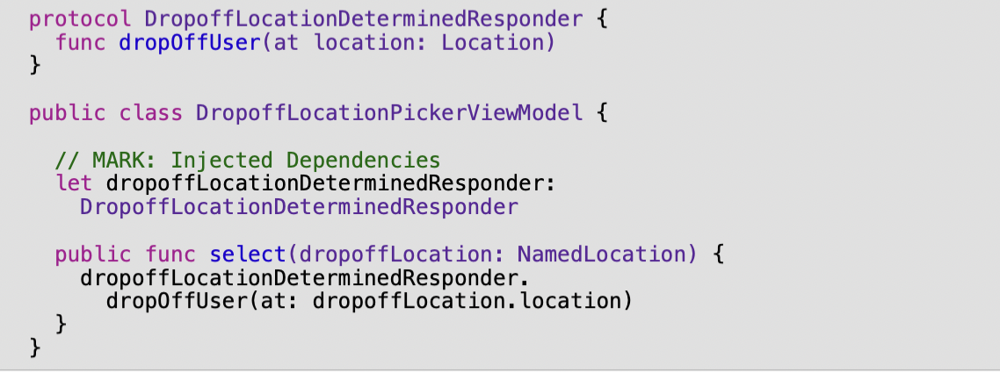 protocol DropoffLocationDeterminedResponder {
  func dropOffUser(at location: Location)
}

public class DropoffLocationPickerViewModel {

  // MARK: Injected Dependencies
  let dropoffLocationDeterminedResponder:
    DropoffLocationDeterminedResponder

  public func select(dropoffLocation: NamedLocation) {
    dropoffLocationDeterminedResponder.
      dropOffUser(at: dropoffLocation.location)
  }
}